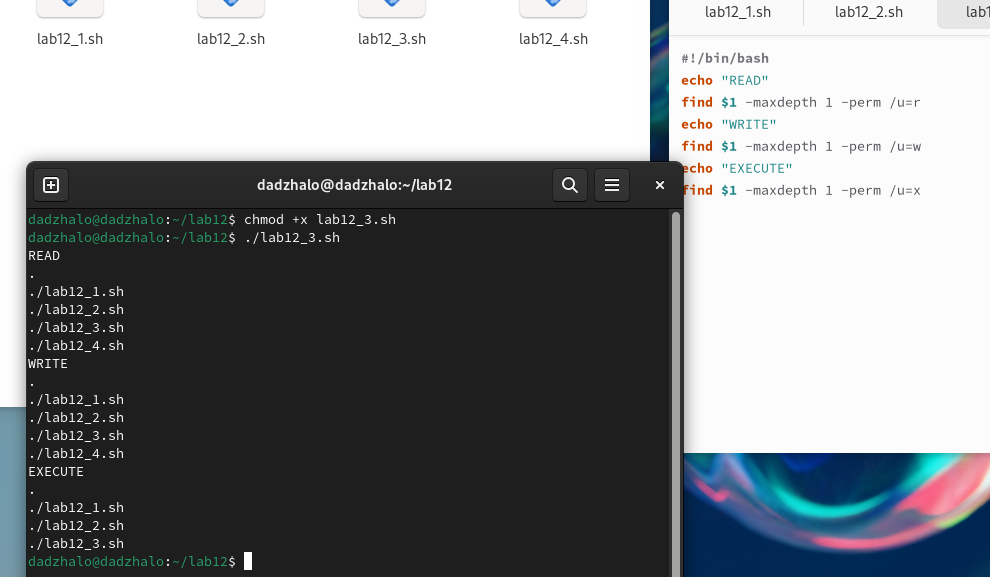 lab12_1.sh
lab12_2.sh
lab12_3.sh
lab12_4.sh
lab12_1.sh
lab12_2.sh
lab1
#!/bin/bash
echo "READ"
find $1 -maxdepth 1 -perm /u=r
echo "WRITE"
find $1 -maxdepth 1 -perm /u=w
echo "EXECUTE"
find $1 -maxdepth 1 -perm /u=x
dadzhalo@dadzhalo:~/lab12
dadzhalo@dadzhalo:~/lab12$ chmod +x lab12_3.sh
dadzhalo@dadzhalo:~/lab12$ ./lab12_3.sh
READ
.
./lab12_1.sh
./lab12_2.sh
./lab12_3.sh
./lab12_4.sh
WRITE
.
./lab12_1.sh
./lab12_2.sh
./lab12_3.sh
./lab12_4.sh
EXECUTE
.
./lab12_1.sh
./lab12_2.sh
./lab12_3.sh
dadzhalo@dadzhalo:~/lab12$